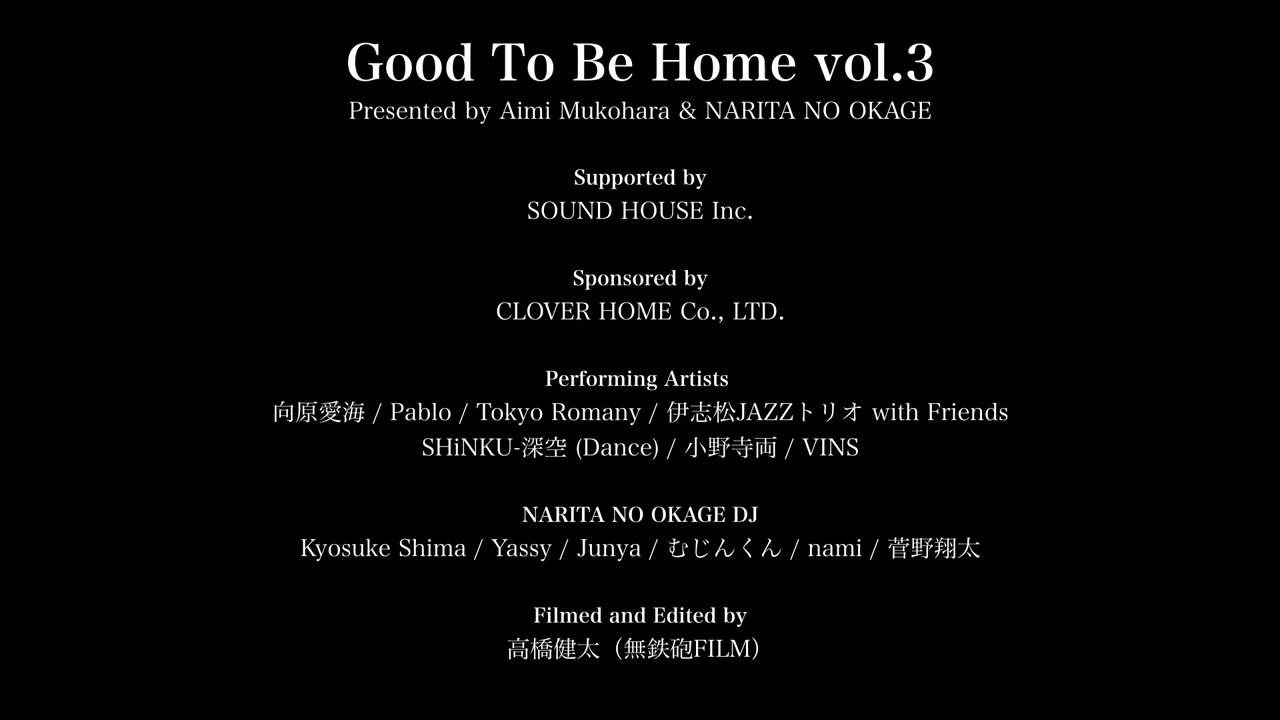 Good To Be Home vol.3
Presented by Aimi Mukohara & NARITA NO OKAGE
Supported by
SOUND HOUSE Inc.
Sponsored by
CLOVER HOME Co., LTD.
Performing Artists
向原愛海 / Pablo / Tokyo Romany / 伊志松JAZZトリオ with Friends
SHiNKU-深空 (Dance) / 小野寺両 / VINS
NARITA NO OKAGE DJ
Kyosuke Shima / Yassy / Junya / むじんくん / nami / 菅野翔太
Filmed and Edited by
高橋健太（無鉄砲FILM）